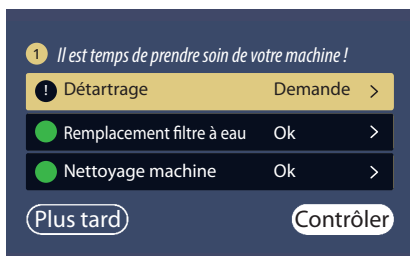 1 Il est temps de prendre soin de votre machine !
! Détartrage Demande >
Remplacement filtre à eau Ok >
Nettoyage machine Ok >
Plus tard Contrôler